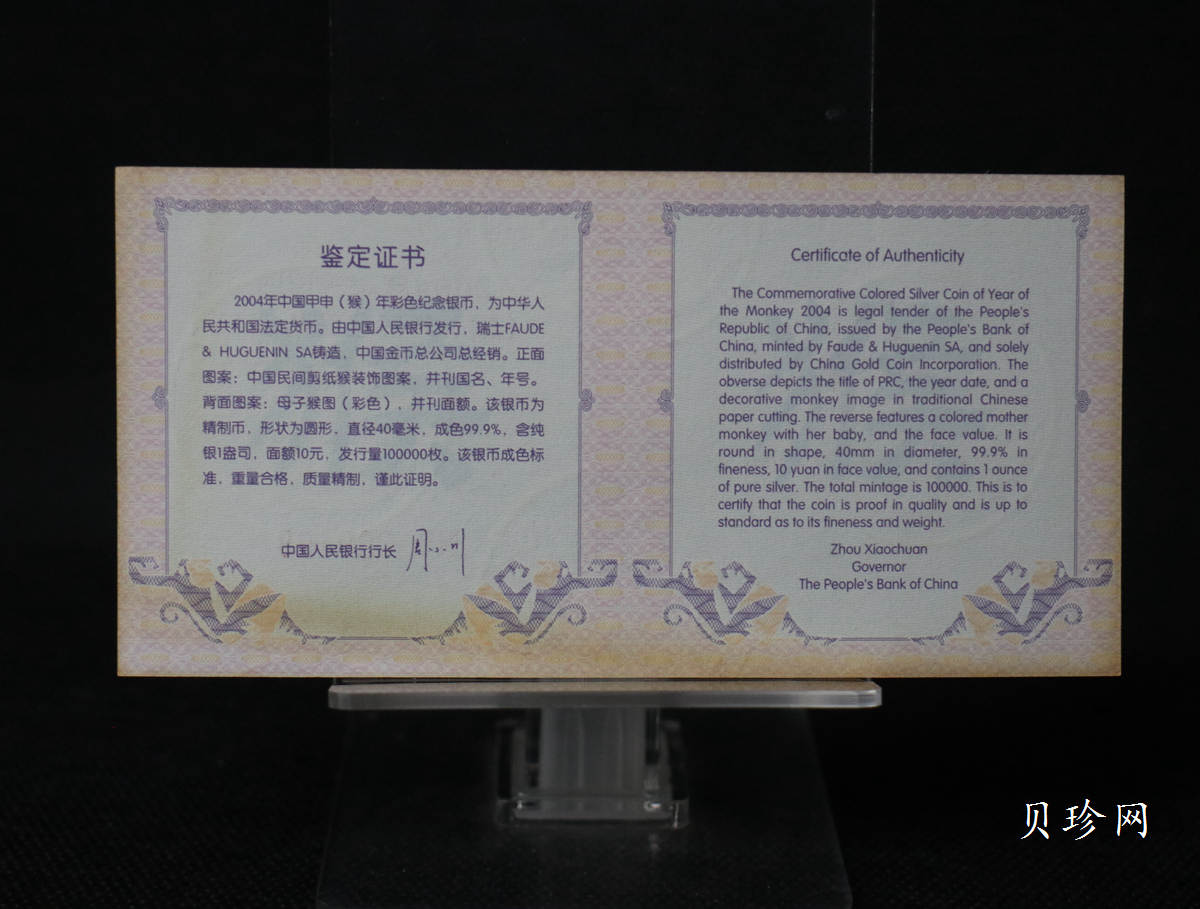 鉴定证书
2004年中国甲申（猴）年彩色纪念银币，为中华人
民共和国法定货币。由中国人民银行发行，瑞士FAUDE
& HUGUENIN SA铸造，中国金币总公司总经销。正面
图案：中国民间剪纸猴装饰图案，并刊国名、年号。
背面图案：母子猴图（彩色），并刊面额。该银币为
精制币，形状为圆形，直径40毫米，成色99.9%，含纯
银1盎司，面额10元，发行量100000枚。该银币成色标
准，重量合格，质量精制，谨此证明。
中国人民银行行长 周小川
Certificate of Authenticity
The Commemorative Colored Silver Coin of Year of
the Monkey 2004 is legal tender of the People's
Republic of China, issued by the People's Bank of
China, minted by Faude & Huguenin SA, and solely
distributed by China Gold Coin Incorporation. The
obverse depicts the title of PRC, the year date, and a
decorative monkey image in traditional Chinese
paper cutting. The reverse features a colored mother
monkey with her baby, and the face value. It is
round in shape, 40mm in diameter, 99.9% in
fineness, 10 yuan in face value, and contains 1 ounce
of pure silver. The total mintage is 100000. This is to
certify that the coin is proof in quality and is up to
standard as to its fineness and weight.
Zhou Xiaochuan
Governor
The People's Bank of China
贝珍网